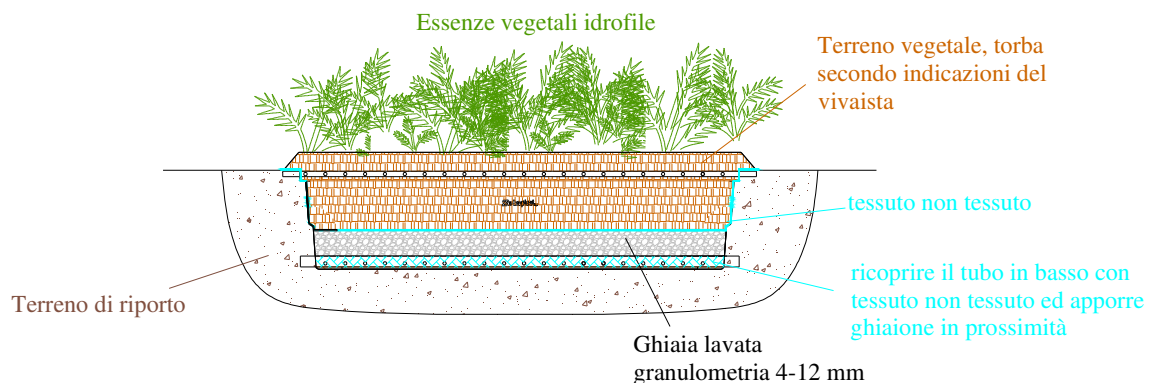 Essenze vegetali idrofile
Terreno vegetale, torba
secondo indicazioni del
vivaista
tessuto non tessuto
ricoprire il tubo in basso con
tessuto non tessuto ed apporre
ghiaione in prossimità
Terreno di riporto
Ghiaia lavata
granulometria 4-12 mm